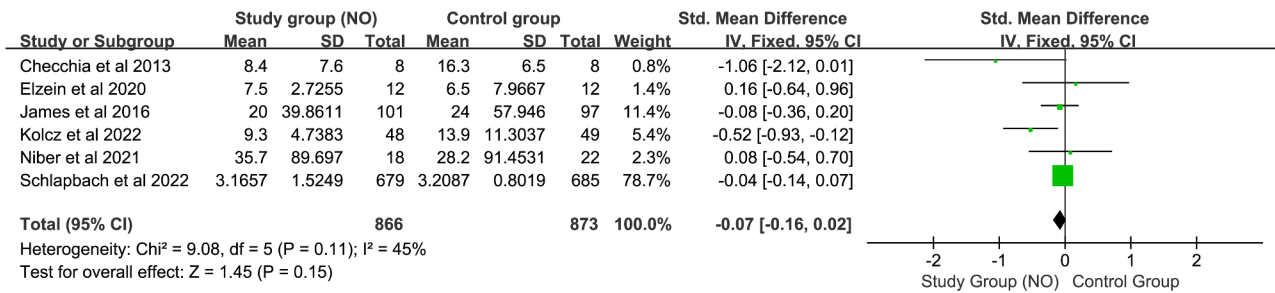 Study group (NO) Control group Std. Mean Difference Std. Mean Difference
Study or Subgroup Mean SD Total Mean SD Total Weight IV, Fixed, 95% CI IV, Fixed, 95% CI
Checchia et al 2013 8.4 7.6 8 16.3 6.5 8 0.8% -1.06 [-2.12, 0.01]
Elzein et al 2020 7.5 2.7255 12 6.5 7.9667 12 1.4% 0.16 [-0.64, 0.96]
James et al 2016 20 39.8611 101 24 57.946 97 11.4% -0.08 [-0.36, 0.20]
Kolcz et al 2022 9.3 4.7383 48 13.9 11.3037 49 5.4% -0.52 [-0.93, -0.12]
Niber et al 2021 35.7 89.697 18 28.2 91.4531 22 2.3% 0.08 [-0.54, 0.70]
Schlapbach et al 2022 3.1657 1.5249 679 3.2087 0.8019 685 78.7% -0.04 [-0.14, 0.07]
Total (95% CI) 866 873 100.0% -0.07 [-0.16, 0.02]
Heterogeneity: Chi² = 9.08, df = 5 (P = 0.11); I² = 45%
Test for overall effect: Z = 1.45 (P = 0.15)
-2 -1 0 1 2
Study Group (NO) Control Group